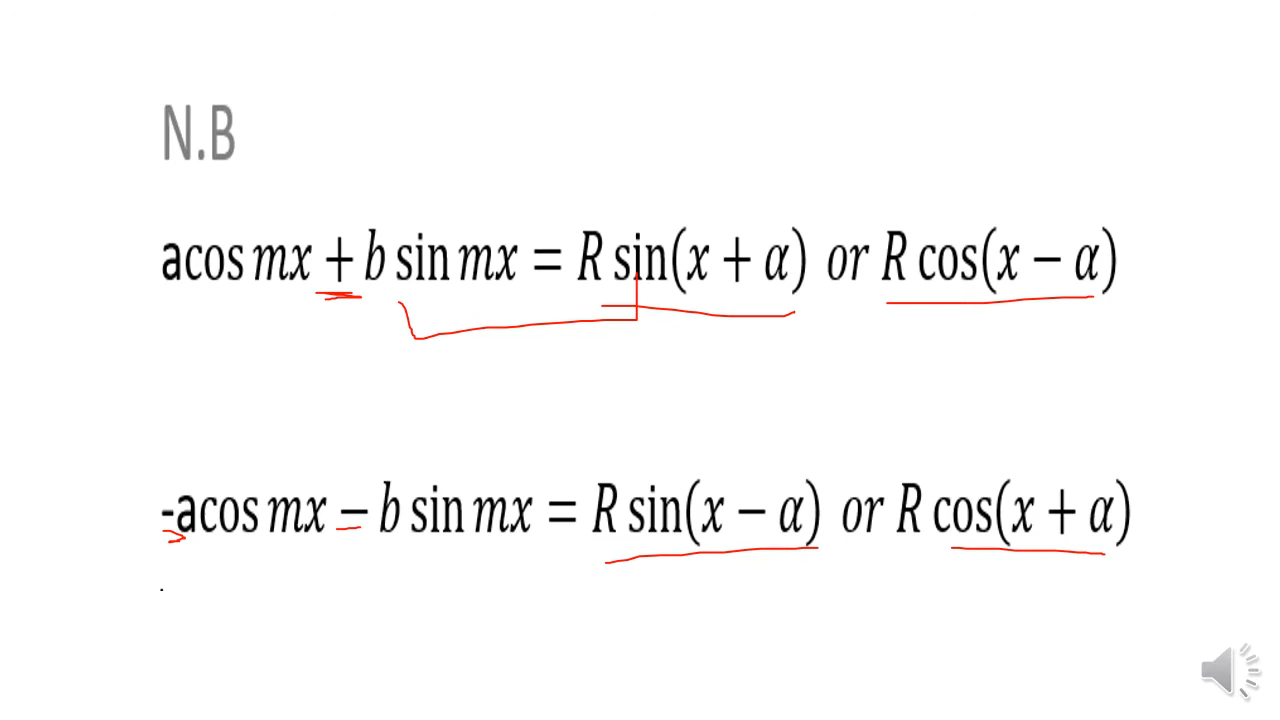 N.B
acos mx + b sin mx = R sin(x + α) or R cos(x − α)
-acos mx − b sin mx = R sin(x − α) or R cos(x + α)
.